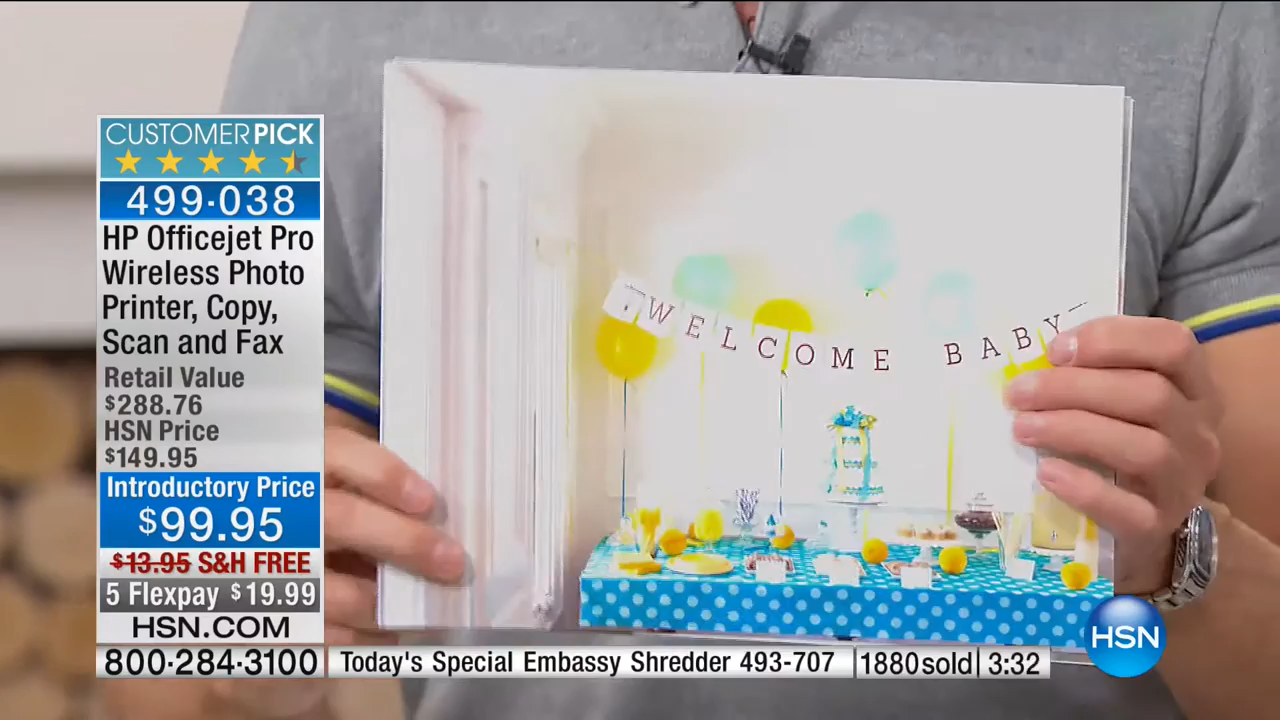 CUSTOMERPICK
499·038
HP Officejet Pro
Wireless Photo
Printer, Copy,
Scan and Fax
Retail Value
$288.76
HSN Price
$149.95
Introductory Price
$99.95
$13.95 S&H FREE
5 Flexpay $19.99
HSN.COM
800·284·3100
Today's Special Embassy Shredder 493-707
1880sold
3:32
WELCOME BABY
HSN